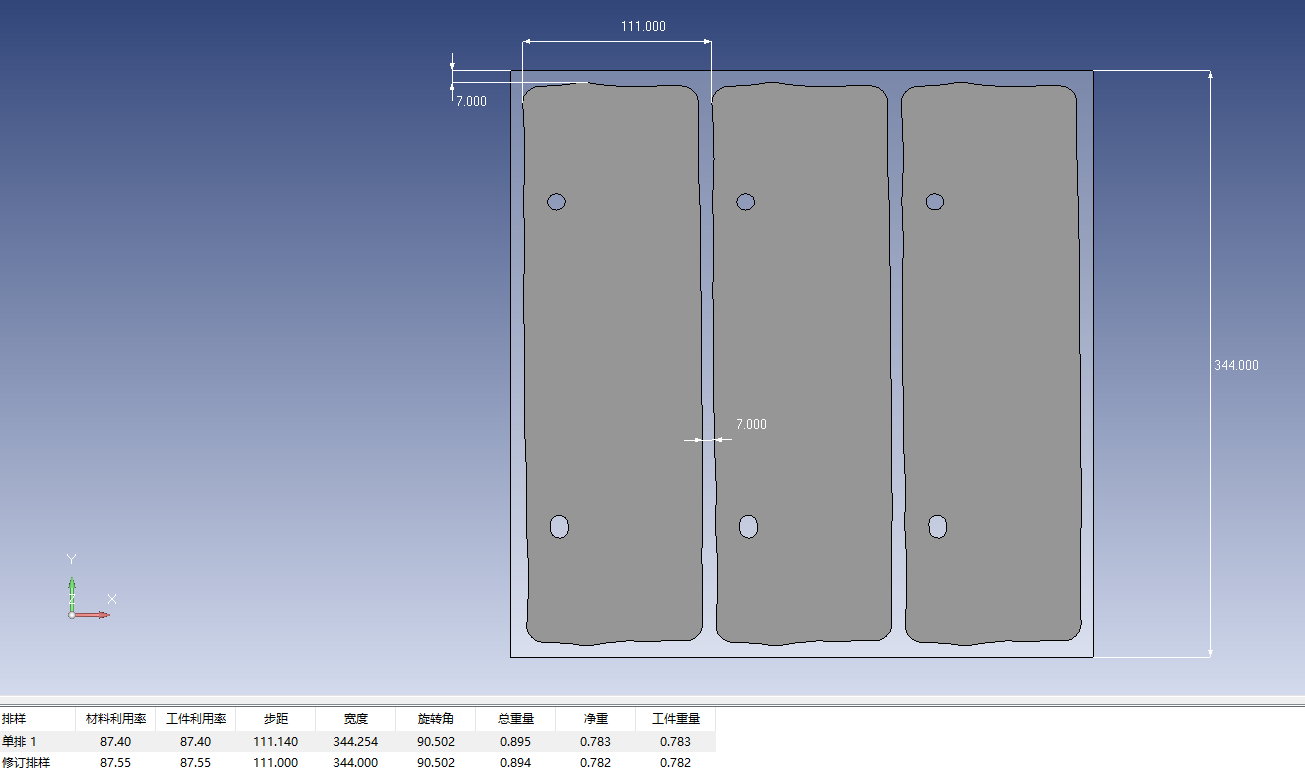 111.000
7.000
344.000
7.000
Y
Z
X
排样 材料利用率 工件利用率 步距 宽度 旋转角 总重量 净重 工件重量
单排 1 87.40 87.40 111.140 344.254 90.502 0.895 0.783 0.783
修订排样 87.55 87.55 111.000 344.000 90.502 0.894 0.782 0.782